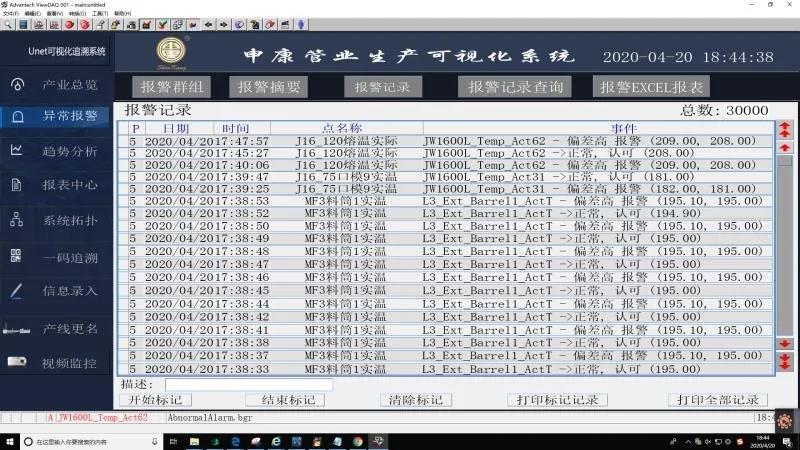 Advantech View DAQ 001 - main:untitled
文件(F) 编辑(E) 查看(V) 转换(G) 工具(T) 帮助(H)
Unet可视化追溯系统
申康管业生产可视化系统
2020-04-20 18:44:38
产业总览
异常报警
趋势分析
报表中心
系统拓扑
一码追溯
信息录入
产线更名
视频监控
报警群组 报警摘要 报警记录 报警记录查询 报警EXCEL报表
报警记录 总数: 30000
P 日期 时间 点名称 事件
5 2020/04/20 17:47:57 J16_120熔温实际 JW1600L_Temp_Act62 - 偏差高 报警 (209.00, 208.00)
5 2020/04/20 17:45:27 J16_120熔温实际 JW1600L_Temp_Act62 ->正常, 认可 (208.00)
5 2020/04/20 17:40:06 J16_120熔温实际 JW1600L_Temp_Act62 - 偏差高 报警 (209.00, 208.00)
5 2020/04/20 17:39:47 J16_75口模9实温 JW1600L_Temp_Act31 ->正常, 认可 (181.00)
5 2020/04/20 17:39:25 J16_75口模9实温 JW1600L_Temp_Act31 - 偏差高 报警 (182.00, 181.00)
5 2020/04/20 17:38:53 MF3料筒1实温 L3_Ext_Barrel1_ActT - 偏差高 报警 (195.10, 195.00)
5 2020/04/20 17:38:52 MF3料筒1实温 L3_Ext_Barrel1_ActT ->正常, 认可 (194.90)
5 2020/04/20 17:38:50 MF3料筒1实温 L3_Ext_Barrel1_ActT - 偏差高 报警 (195.10, 195.00)
5 2020/04/20 17:38:49 MF3料筒1实温 L3_Ext_Barrel1_ActT ->正常, 认可 (195.00)
5 2020/04/20 17:38:48 MF3料筒1实温 L3_Ext_Barrel1_ActT - 偏差高 报警 (195.10, 195.00)
5 2020/04/20 17:38:47 MF3料筒1实温 L3_Ext_Barrel1_ActT ->正常, 认可 (195.00)
5 2020/04/20 17:38:46 MF3料筒1实温 L3_Ext_Barrel1_ActT - 偏差高 报警 (195.10, 195.00)
5 2020/04/20 17:38:45 MF3料筒1实温 L3_Ext_Barrel1_ActT ->正常, 认可 (195.00)
5 2020/04/20 17:38:44 MF3料筒1实温 L3_Ext_Barrel1_ActT - 偏差高 报警 (195.10, 195.00)
5 2020/04/20 17:38:42 MF3料筒1实温 L3_Ext_Barrel1_ActT ->正常, 认可 (195.00)
5 2020/04/20 17:38:41 MF3料筒1实温 L3_Ext_Barrel1_ActT - 偏差高 报警 (195.10, 195.00)
5 2020/04/20 17:38:38 MF3料筒1实温 L3_Ext_Barrel1_ActT ->正常, 认可 (195.00)
5 2020/04/20 17:38:37 MF3料筒1实温 L3_Ext_Barrel1_ActT - 偏差高 报警 (195.10, 195.00)
5 2020/04/20 17:38:33 MF3料筒1实温 L3_Ext_Barrel1_ActT ->正常, 认可 (195.00)
描述:
开始标记 结束标记 清除标记 打印标记记录 打印全部记录
A|JW1600L_Temp_Act62 AbnormalAlarm.bgr 18:4
在这里输入你要搜索的内容
18:44
2020/4/20